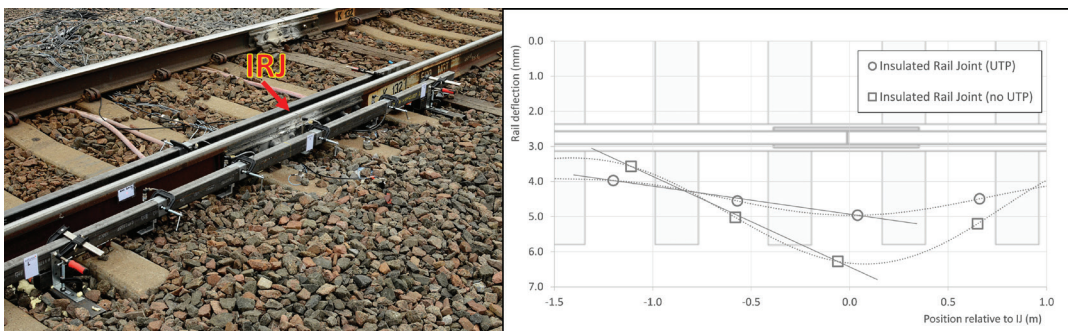 IRJ
K 132
K 132
Rail deflection (mm)
0.0
1.0
2.0
3.0
4.0
5.0
6.0
7.0
Insulated Rail Joint (UTP)
Insulated Rail Joint (no UTP)
-1.5
-1.0
-0.5
0.0
0.5
1.0
Position relative to IJ (m)